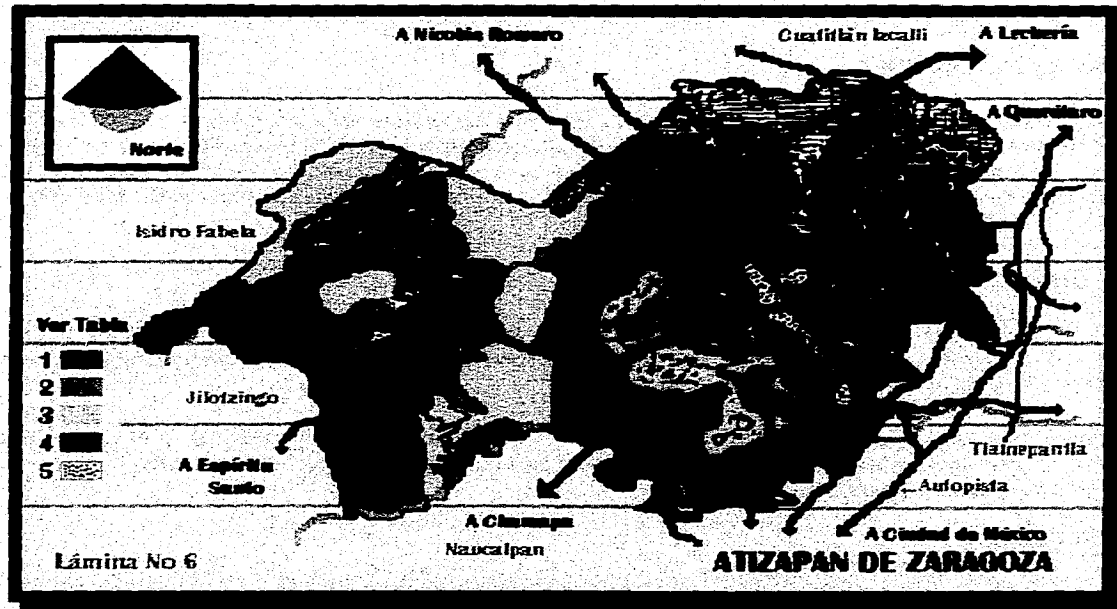 A Nicolás Romero
Cuatitlán Izcalli
A Lechería
A Querétaro
Norte
Isidro Fabela
Ver Tabla
1
2
3
4
5
Jilotzingo
A Espíritu
Santo
Tlalnepantla
Autopista
A Chamapa
Naucalpan
A Ciudad de México
Lámina No 6
ATIZAPAN DE ZARAGOZA